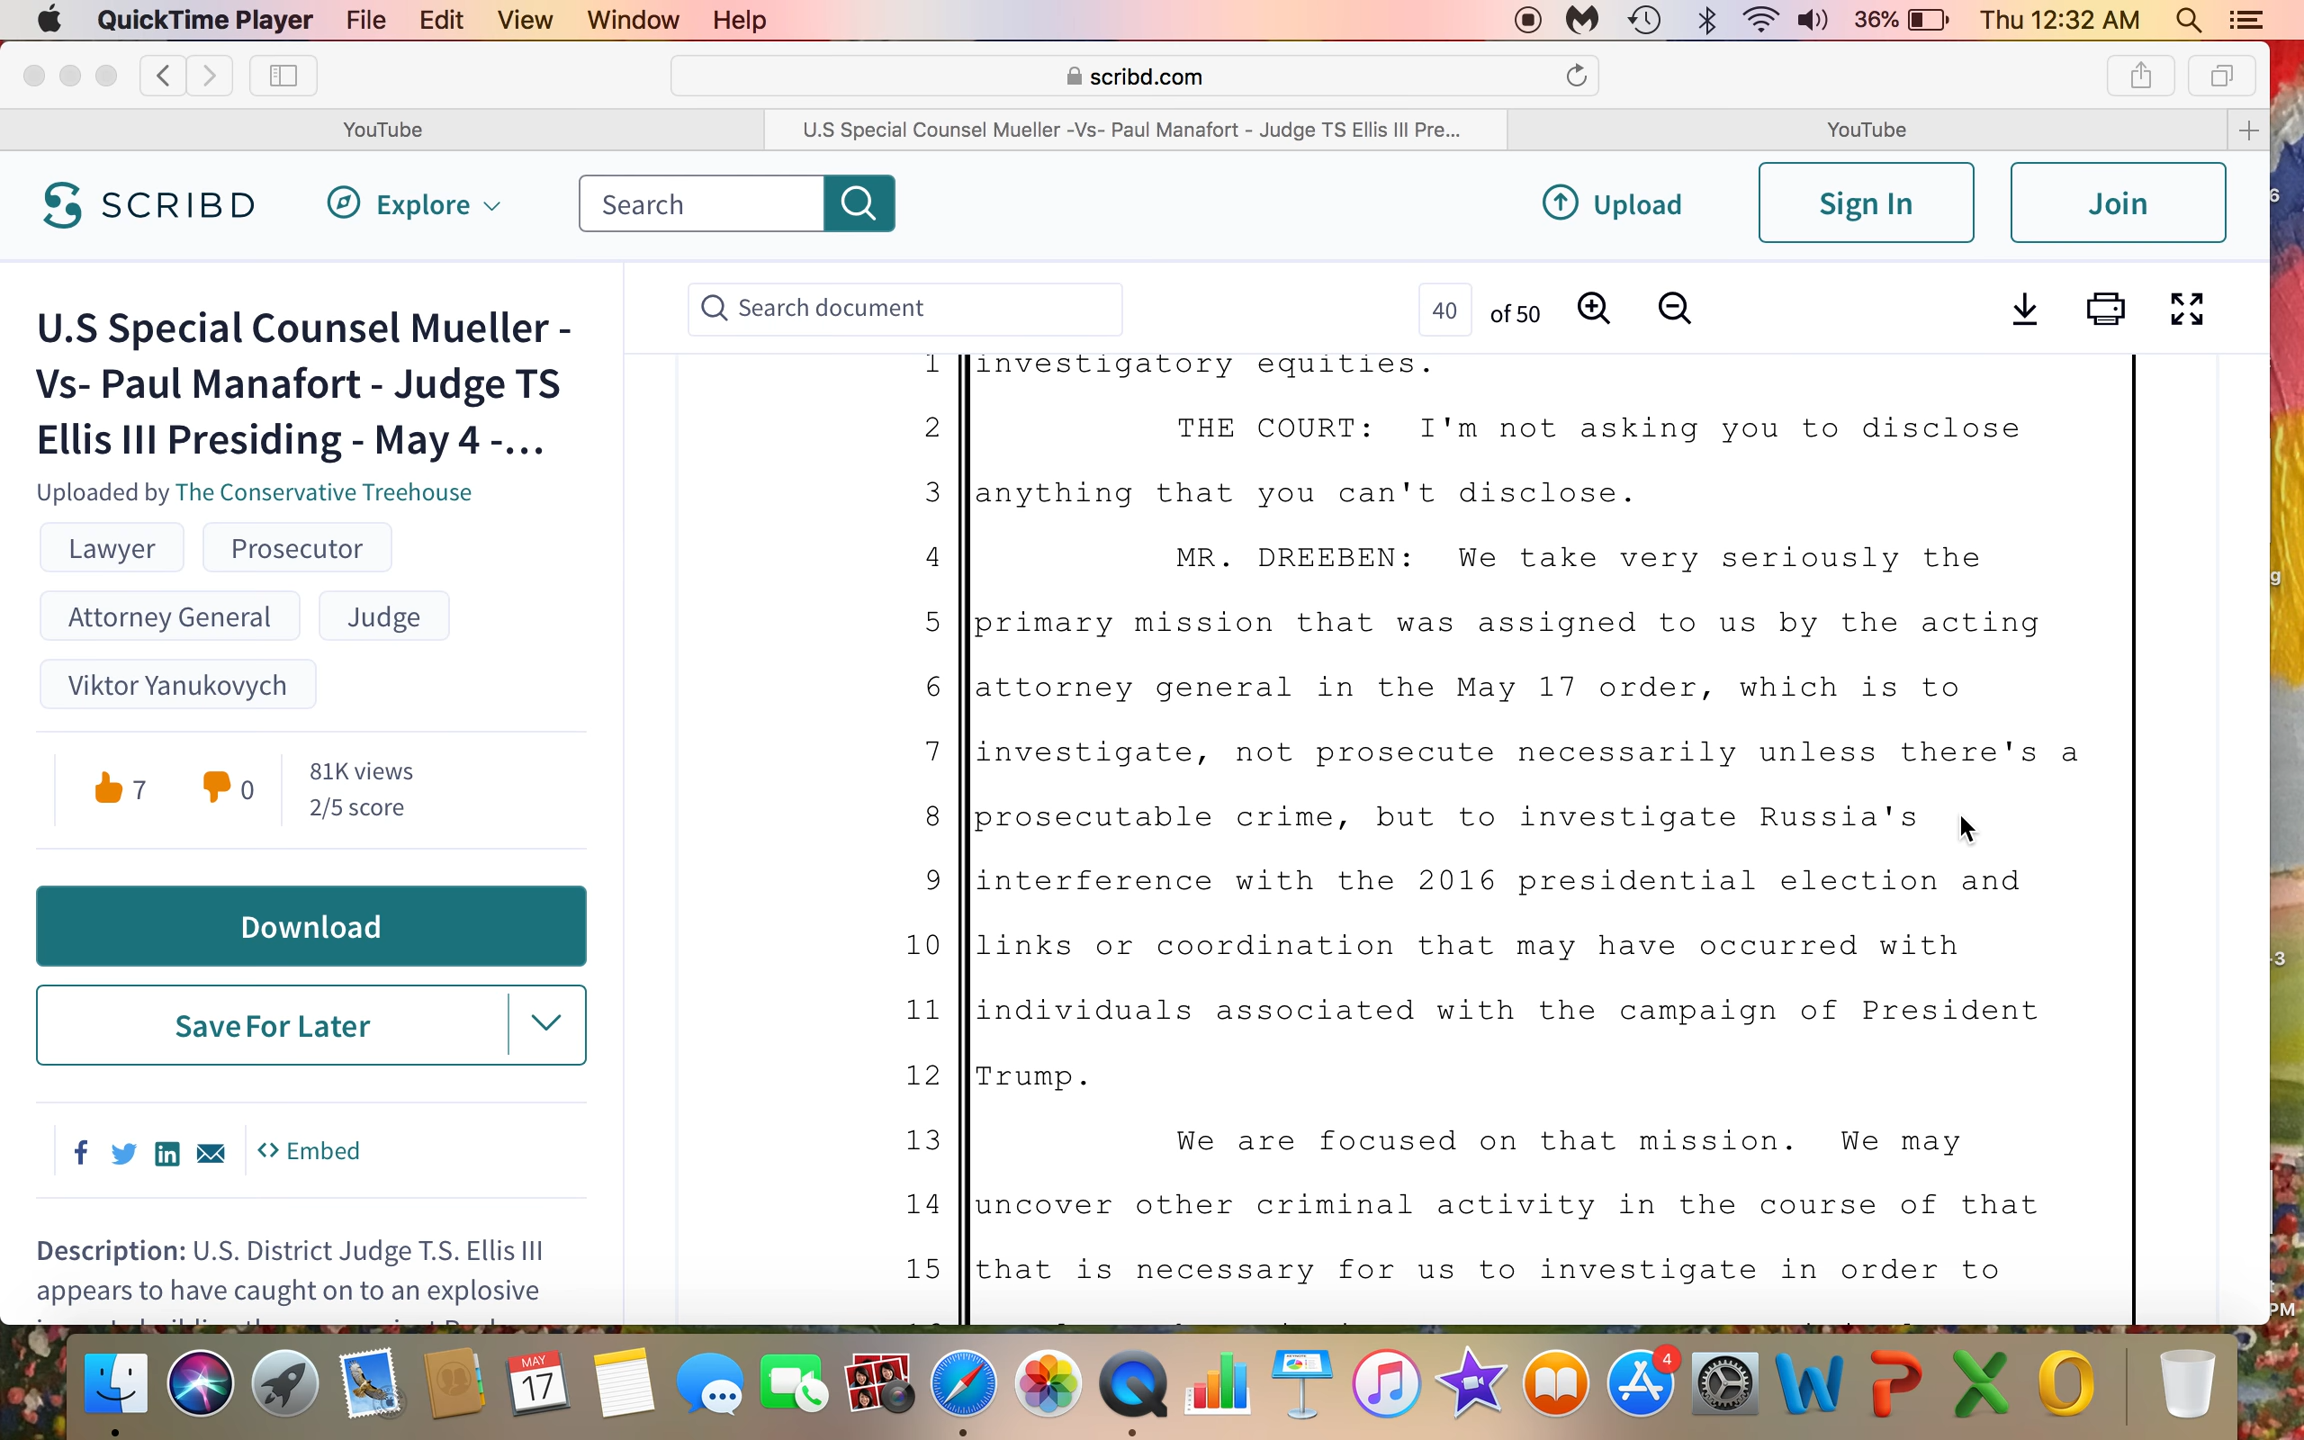 QuickTime Player File Edit View Window Help 36% Thu 12:32 AM
scribd.com
YouTube
U.S Special Counsel Mueller -Vs- Paul Manafort - Judge TS Ellis III Pre...
YouTube
SCRIBD Explore Search Upload Sign In Join
U.S Special Counsel Mueller -
Vs- Paul Manafort - Judge TS
Ellis III Presiding - May 4 -...
Uploaded by The Conservative Treehouse
Lawyer Prosecutor
Attorney General Judge
Viktor Yanukovych
7 0 81K views
2/5 score
Download
Save For Later
f in <> Embed
Description: U.S. District Judge T.S. Ellis III
appears to have caught on to an explosive
Search document 40 of 50
1 investigatory equities.
2 THE COURT: I'm not asking you to disclose
3 anything that you can't disclose.
4 MR. DREEBEN: We take very seriously the
5 primary mission that was assigned to us by the acting
6 attorney general in the May 17 order, which is to
7 investigate, not prosecute necessarily unless there's a
8 prosecutable crime, but to investigate Russia's
9 interference with the 2016 presidential election and
10 links or coordination that may have occurred with
11 individuals associated with the campaign of President
12 Trump.
13 We are focused on that mission. We may
14 uncover other criminal activity in the course of that
15 that is necessary for us to investigate in order to
6
g
-3
PM
MAY
17
4